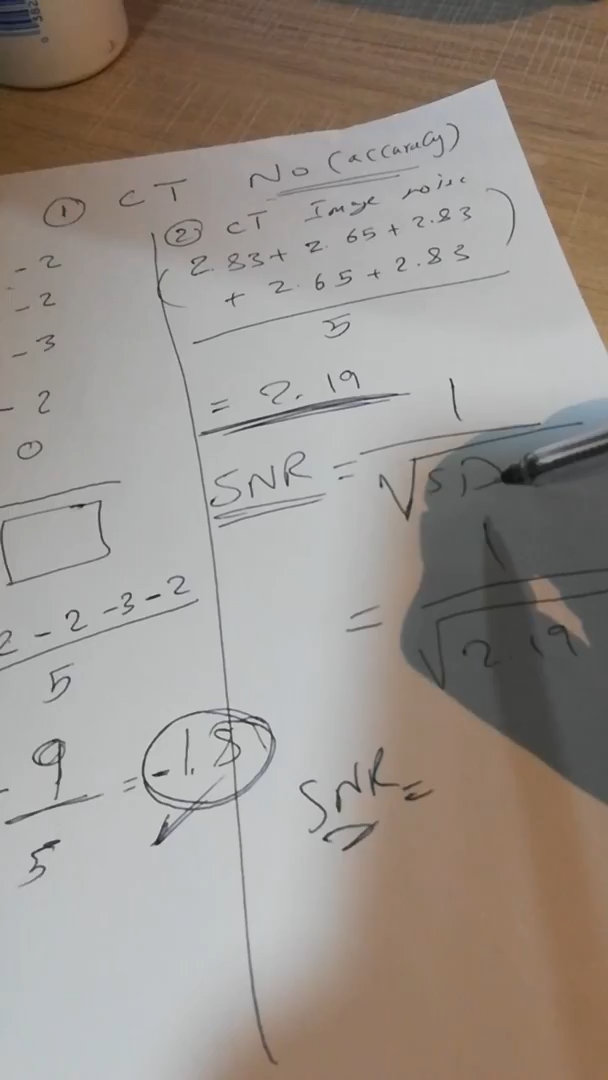 ① CT No (accuracy)
- 2
- 2
- 3
- 2
0
2 - 2 - 3 - 2
5
- 9
5
= -1.8
② CT Image noise
(2.83 + 2.65 + 2.83
+ 2.65 + 2.83)
5
= 2.19
SNR = 1
√SD
= 1
√2.19
SNR =